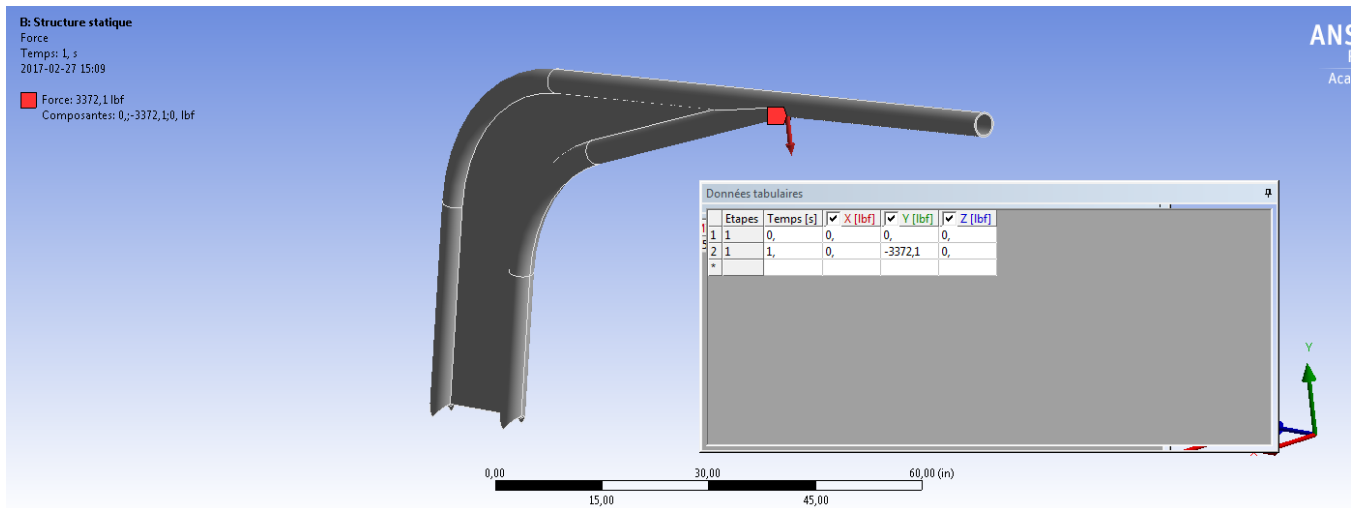 B: Structure statique
Force
Temps: 1, s
2017-02-27 15:09
Force: 3372,1 lbf
Composantes: 0,;-3372,1;0, lbf
ANS
Aca
Données tabulaires
Etapes Temps [s] X [lbf] Y [lbf] Z [lbf]
1 1 0, 0, 0, 0,
2 1 1, 0, -3372,1 0,
*
Y
0,00 30,00 60,00 (in)
15,00 45,00